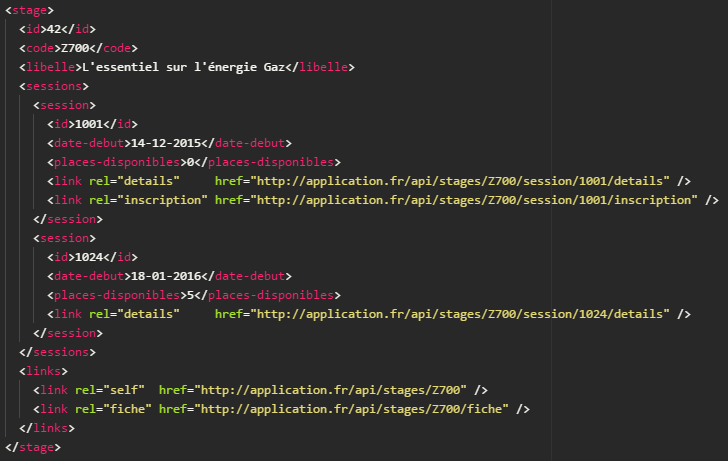 <stage>
<id>42</id>
<code>Z700</code>
<libelle>L'essentiel sur l'énergie Gaz</libelle>
<sessions>
<session>
<id>1001</id>
<date-debut>14-12-2015</date-debut>
<places-disponibles>0</places-disponibles>
<link rel="details"     href="http://application.fr/api/stages/Z700/session/1001/details" />
<link rel="inscription" href="http://application.fr/api/stages/Z700/session/1001/inscription" />
</session>
<session>
<id>1024</id>
<date-debut>18-01-2016</date-debut>
<places-disponibles>5</places-disponibles>
<link rel="details"     href="http://application.fr/api/stages/Z700/session/1024/details" />
</session>
</sessions>
<links>
<link rel="self"  href="http://application.fr/api/stages/Z700" />
<link rel="fiche" href="http://application.fr/api/stages/Z700/fiche" />
</links>
</stage>